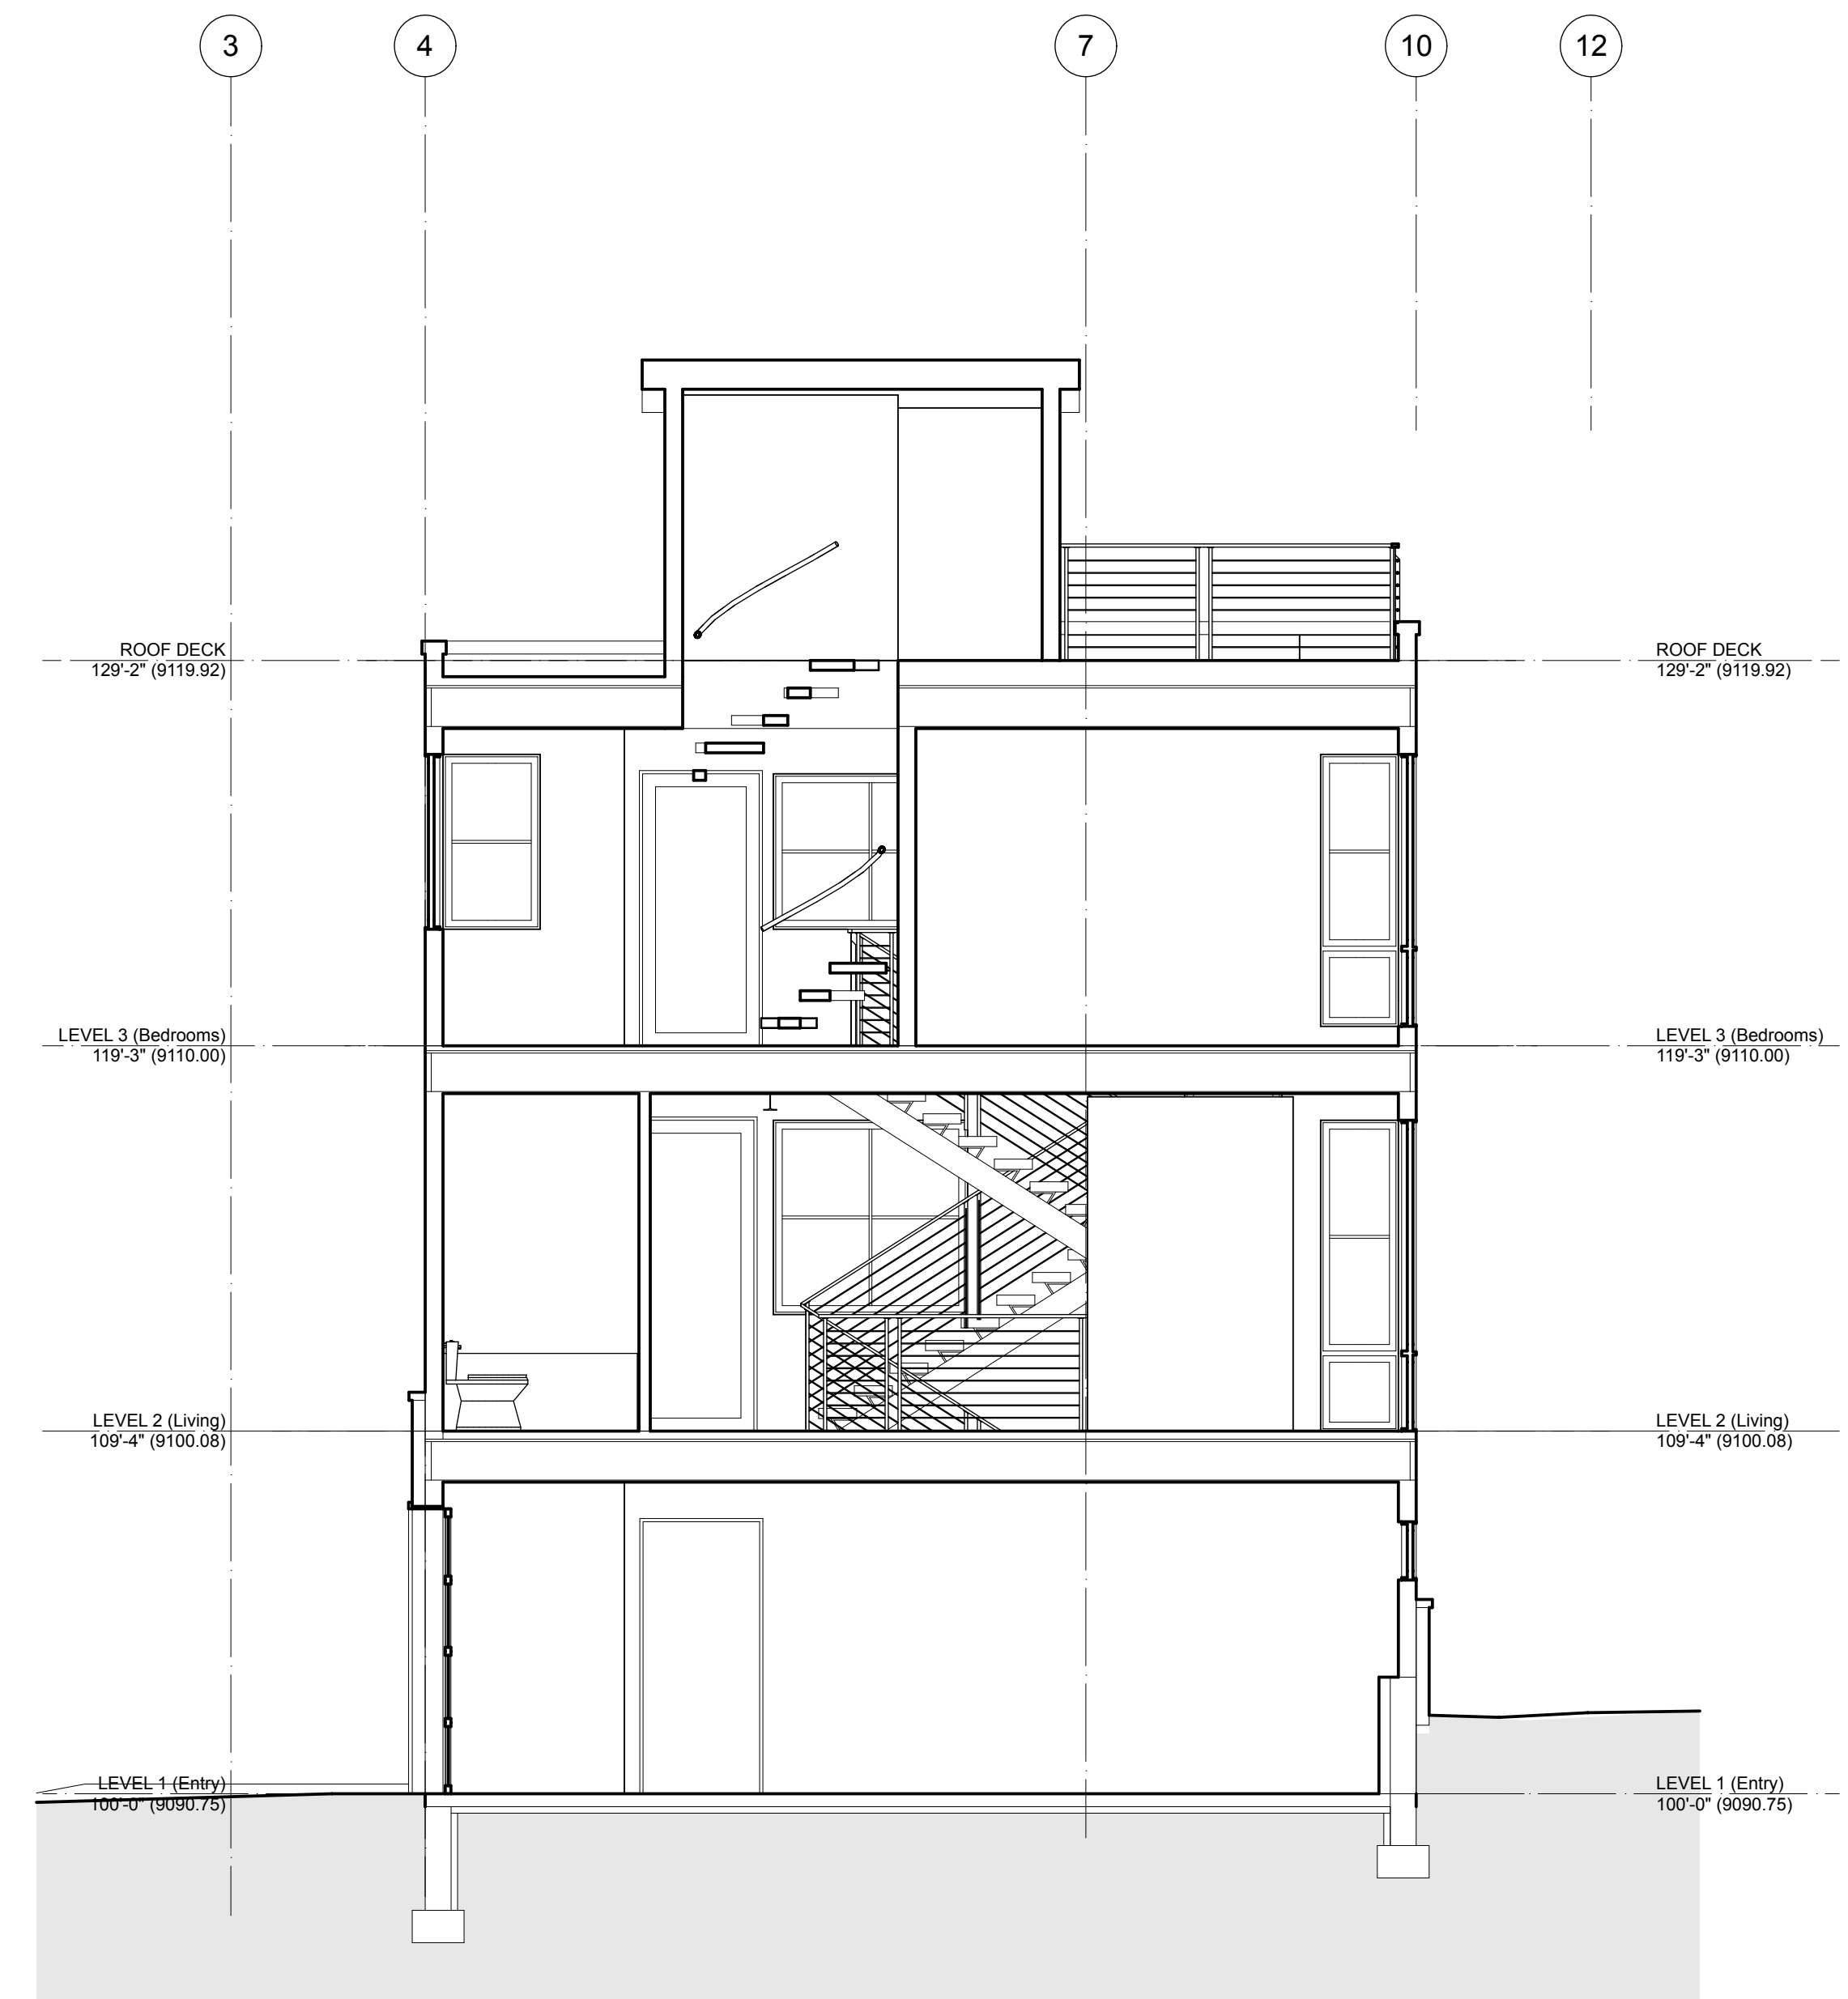 3
4
7
10
12
ROOF DECK
129'-2" (9119.92)
ROOF DECK
129'-2" (9119.92)
LEVEL 3 (Bedrooms)
119'-3" (9110.00)
LEVEL 3 (Bedrooms)
119'-3" (9110.00)
LEVEL 2 (Living)
109'-4" (9100.08)
LEVEL 2 (Living)
109'-4" (9100.08)
LEVEL 1 (Entry)
100'-0" (9090.75)
LEVEL 1 (Entry)
100'-0" (9090.75)